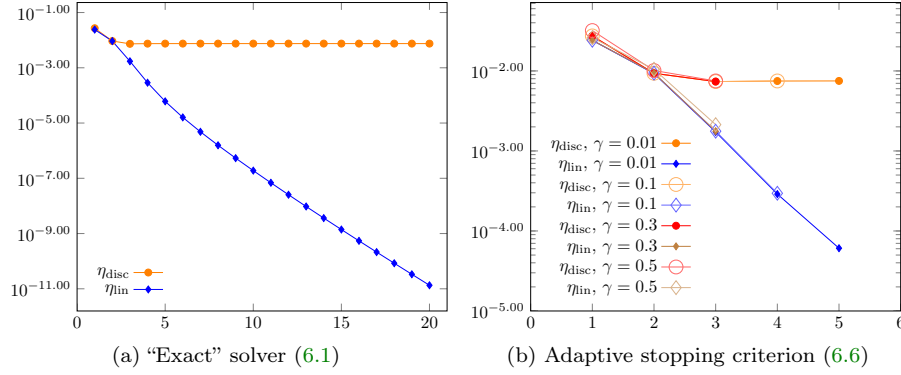 10^−1.00
10^−3.00
10^−5.00
10^−7.00
10^−9.00
10^−11.00
η_disc
η_lin
0 5 10 15 20
(a) “Exact” solver (6.1)
10^−2.00
10^−3.00
10^−4.00
10^−5.00
η_disc, γ = 0.01
η_lin, γ = 0.01
η_disc, γ = 0.1
η_lin, γ = 0.1
η_disc, γ = 0.3
η_lin, γ = 0.3
η_disc, γ = 0.5
η_lin, γ = 0.5
0 1 2 3 4 5 6
(b) Adaptive stopping criterion (6.6)